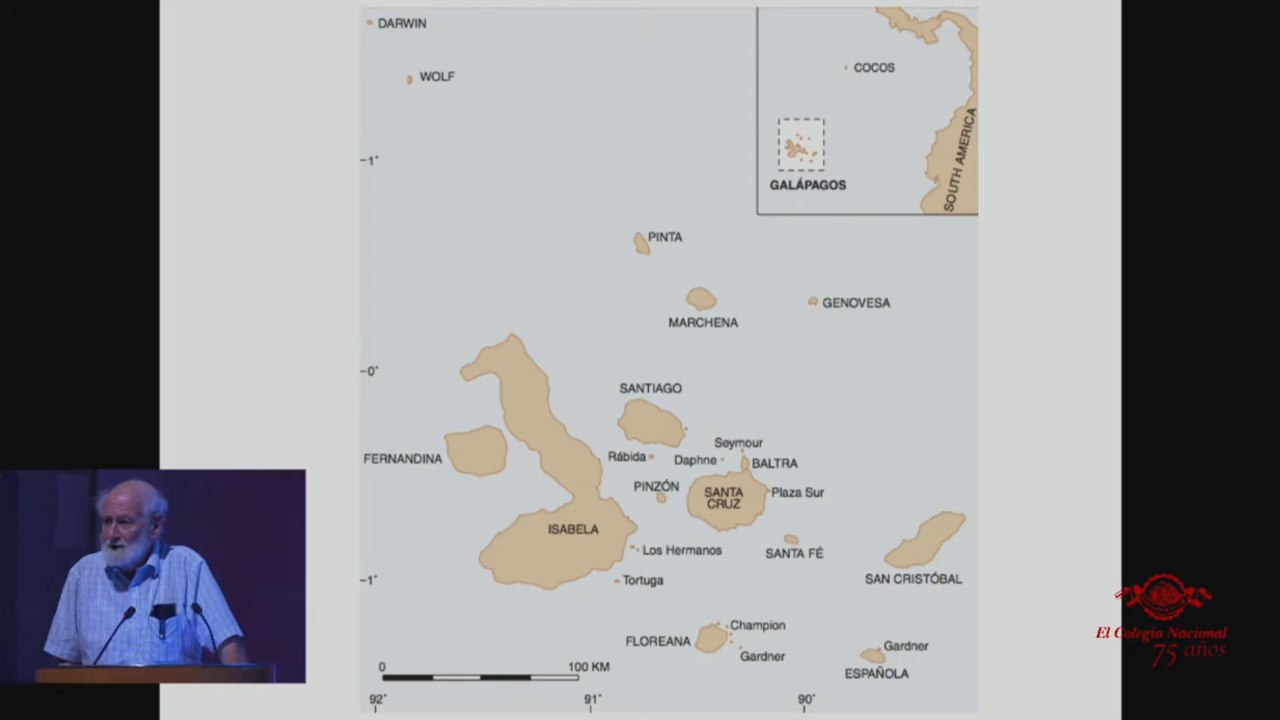 DARWIN
WOLF
COCOS
SOUTH AMERICA
GALÁPAGOS
1°
PINTA
GENOVESA
MARCHENA
0°
SANTIAGO
Seymour
FERNANDINA
Rábida
Daphne
BALTRA
PINZÓN
SANTA
CRUZ
Plaza Sur
ISABELA
Los Hermanos
SANTA FÉ
SAN CRISTÓBAL
1°
Tortuga
Champion
FLOREANA
Gardner
Gardner
ESPAÑOLA
0
100 KM
92°
91°
90°
El Colegio Nacional
75 años